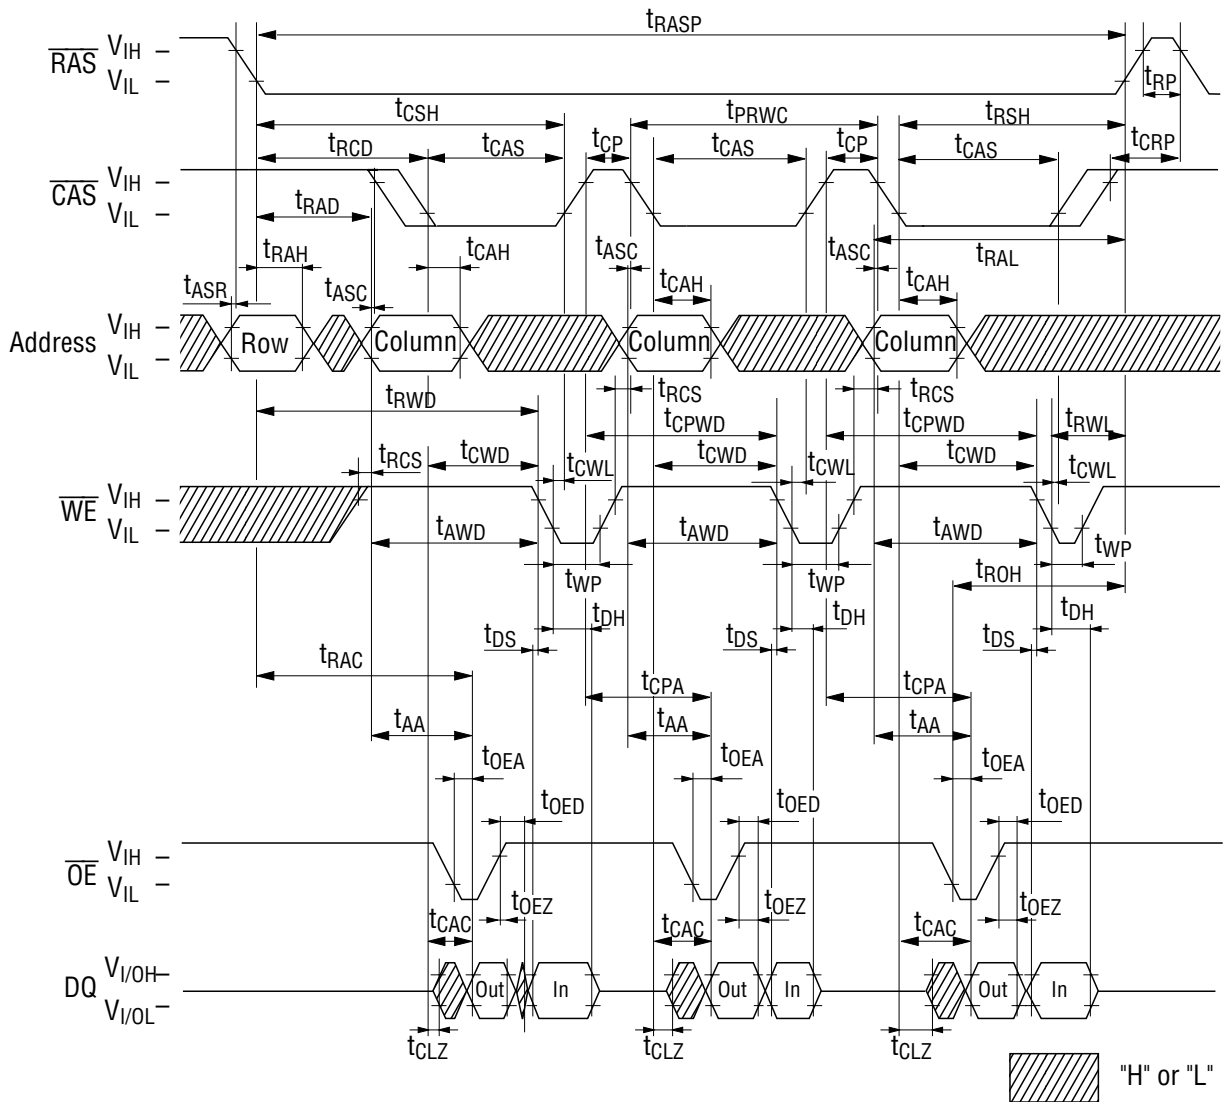 tRASP
RAS VIH
VIL
tRP
tCSH
tPRWC
tRSH
tRCD
tCAS
tCP
tCAS
tCP
tCAS
tCRP
CAS VIH
VIL
tRAD
tRAH
tCAH
tASC
tASC
tRAL
tASR
tASC
tCAH
tCAH
Address VIH
VIL
Row
Column
Column
Column
tRWD
tRCS
tRCS
tCPWD
tCPWD
tRWL
tRCS
tCWD
tCWL
tCWD
tCWL
tCWD
tCWL
WE VIH
VIL
tAWD
tAWD
tAWD
tWP
tWP
tWP
tROH
tDH
tDH
tDH
tDS
tDS
tDS
tRAC
tCPA
tCPA
tAA
tAA
tAA
tOEA
tOEA
tOEA
tOED
tOED
tOED
OE VIH
VIL
tOEZ
tOEZ
tOEZ
tCAC
tCAC
tCAC
DQ VI/OH
VI/OL
Out
In
Out
In
Out
In
tCLZ
tCLZ
tCLZ
"H" or "L"